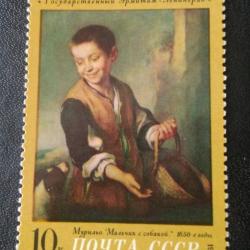 Государственный Эрмитаж · Ленинград
Мурильо "Мальчик с собакой" 1650-е годы
10к
ПОЧТА СССР